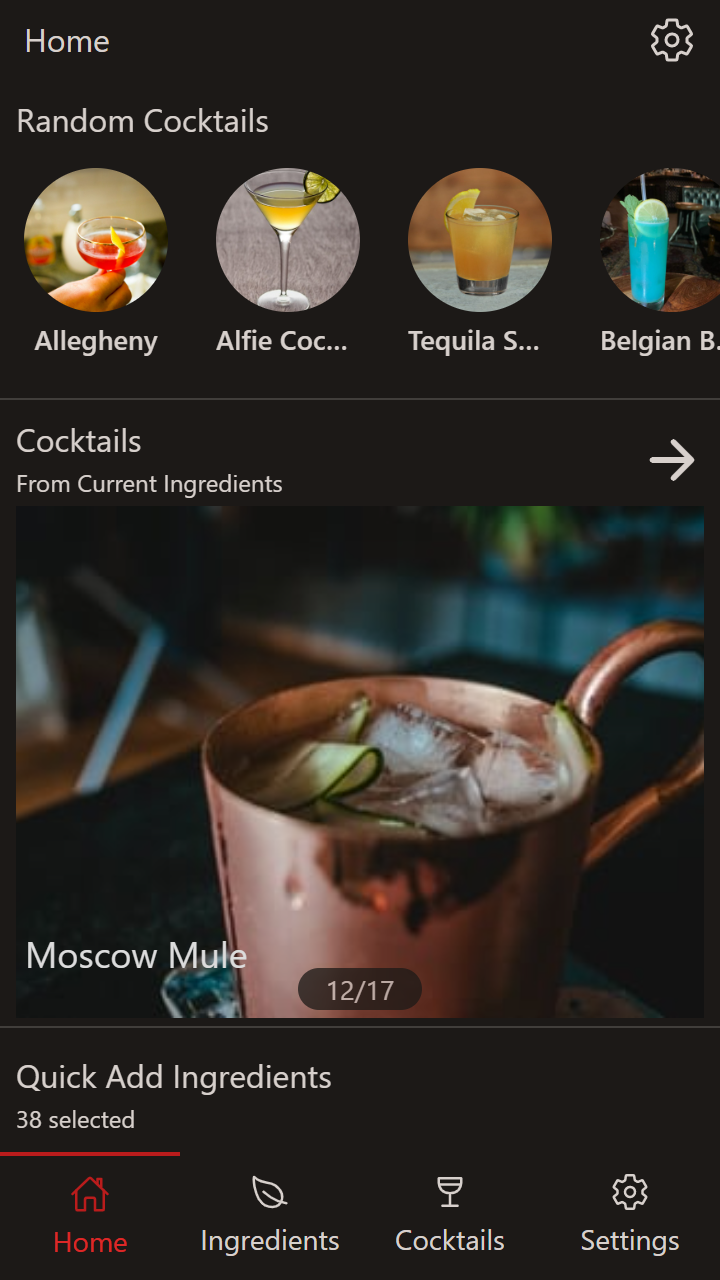 Home
Random Cocktails
Allegheny
Alfie Coc...
Tequila S...
Belgian B.
Cocktails
From Current Ingredients
Moscow Mule
12/17
Quick Add Ingredients
38 selected
Home
Ingredients
Cocktails
Settings